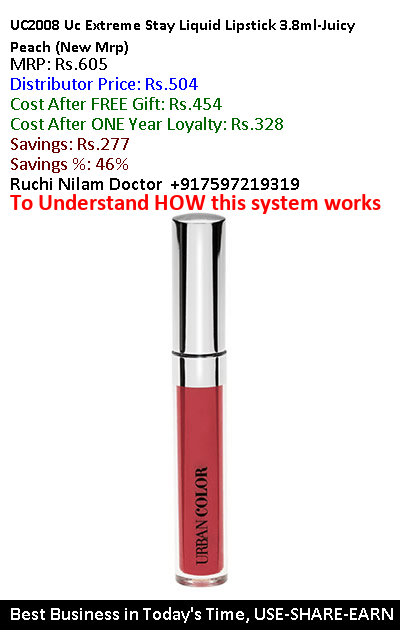 UC2008 Uc Extreme Stay Liquid Lipstick 3.8ml-Juicy
Peach (New Mrp)
MRP: Rs.605
Distributor Price: Rs.504
Cost After FREE Gift: Rs.454
Cost After ONE Year Loyalty: Rs.328
Savings: Rs.277
Savings %: 46%
Ruchi Nilam Doctor +917597219319
To Understand HOW this system works
URBAN COLOR
Best Business in Today's Time, USE-SHARE-EARN